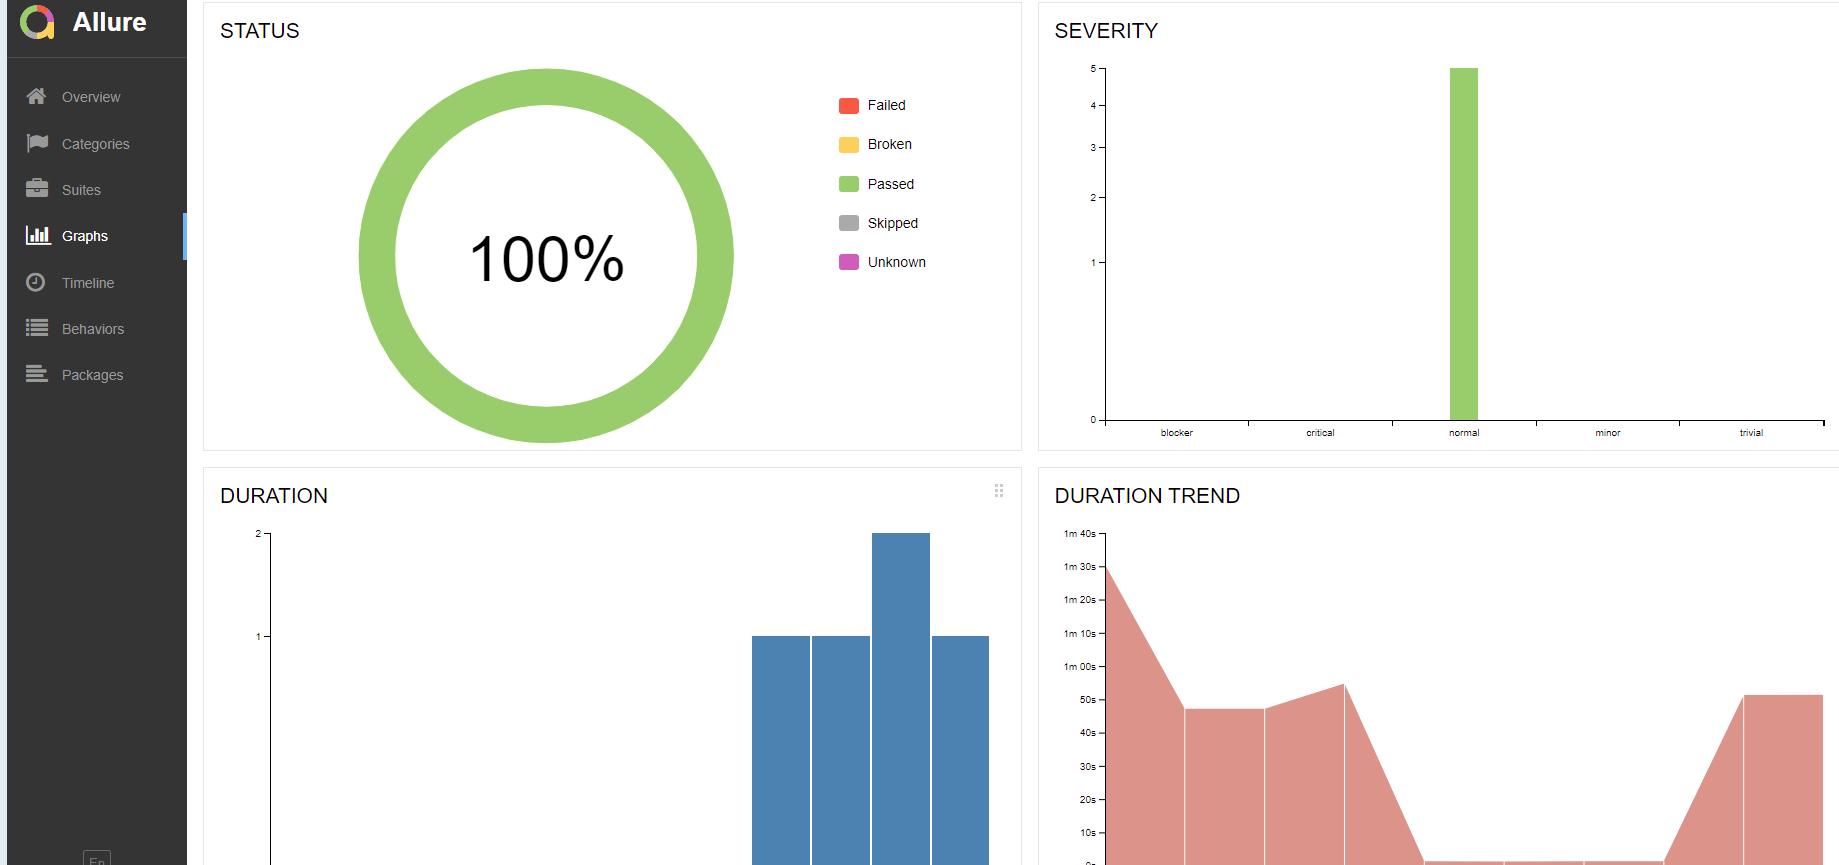 Allure
Overview
Categories
Suites
Graphs
Timeline
Behaviors
Packages
En
STATUS
100%
Failed
Broken
Passed
Skipped
Unknown
SEVERITY
5
4
3
2
1
0
blocker critical normal minor trivial
DURATION
2
1
DURATION TREND
1m 40s
1m 30s
1m 20s
1m 10s
1m 00s
50s
40s
30s
20s
10s
0s